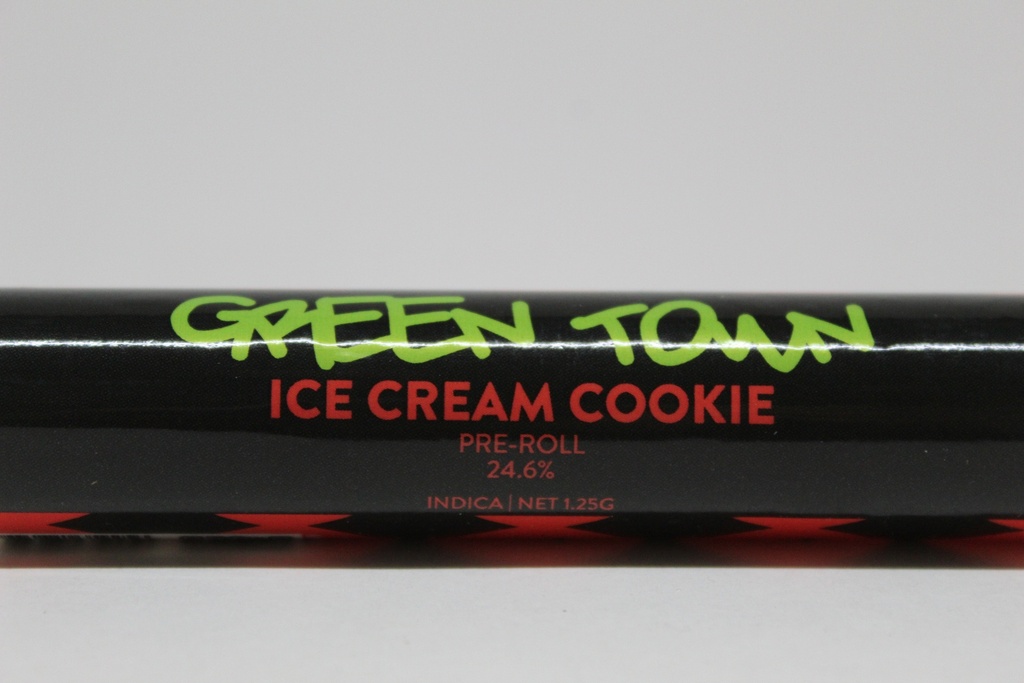 GREEN TOWN
ICE CREAM COOKIE
PRE-ROLL
24.6%
INDICA | NET 1.25G